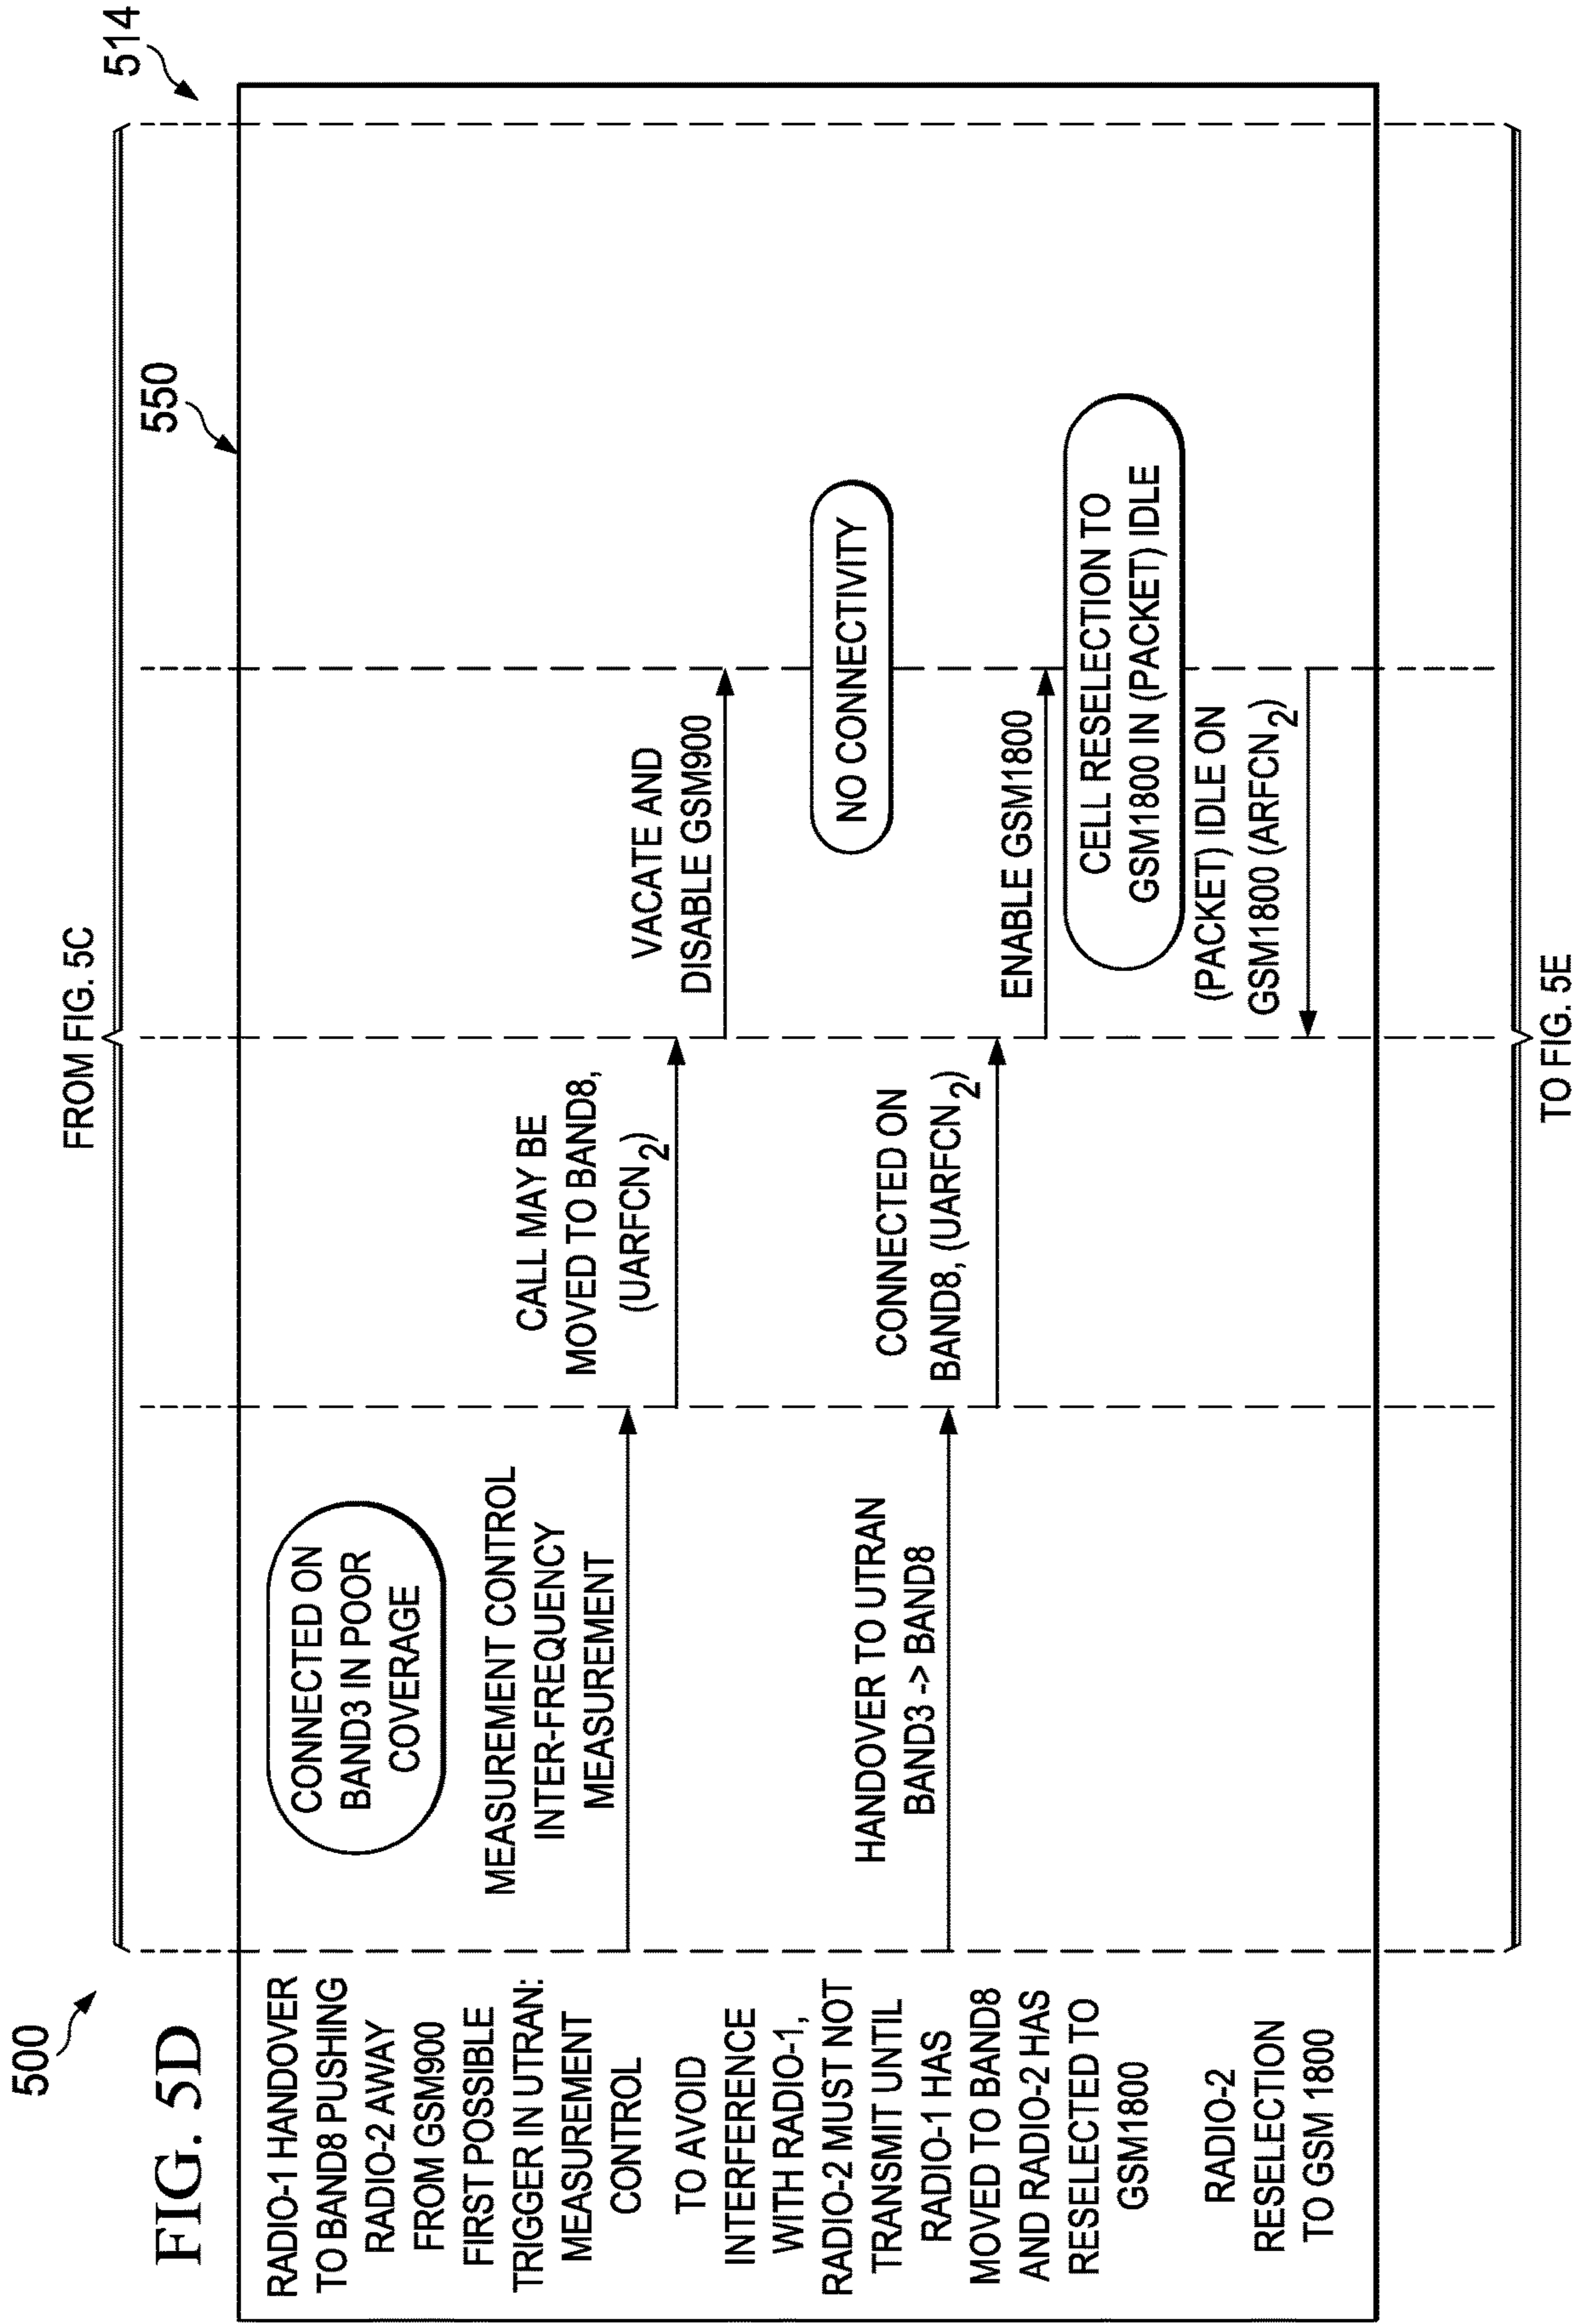 500
FIG. 5D
514
FROM FIG. 5C
550
RADIO-1 HANDOVER
TO BAND8 PUSHING
RADIO-2 AWAY
FROM GSM900
FIRST POSSIBLE
TRIGGER IN UTRAN:
MEASUREMENT
CONTROL
CONNECTED ON
BAND3 IN POOR
COVERAGE
MEASUREMENT CONTROL
INTER-FREQUENCY
MEASUREMENT
CALL MAY BE
MOVED TO BAND8,
(UARFCN2)
VACATE AND
DISABLE GSM900
TO AVOID
INTERFERENCE
WITH RADIO-1,
RADIO-2 MUST NOT
TRANSMIT UNTIL
RADIO-1 HAS
MOVED TO BAND8
AND RADIO-2 HAS
RESELECTED TO
GSM1800
NO CONNECTIVITY
HANDOVER TO UTRAN
BAND3 -> BAND8
CONNECTED ON
BAND8, (UARFCN2)
ENABLE GSM1800
CELL RESELECTION TO
GSM1800 IN (PACKET) IDLE
RADIO-2
RESELECTION
TO GSM 1800
(PACKET) IDLE ON
GSM1800 (ARFCN2)
TO FIG. 5E